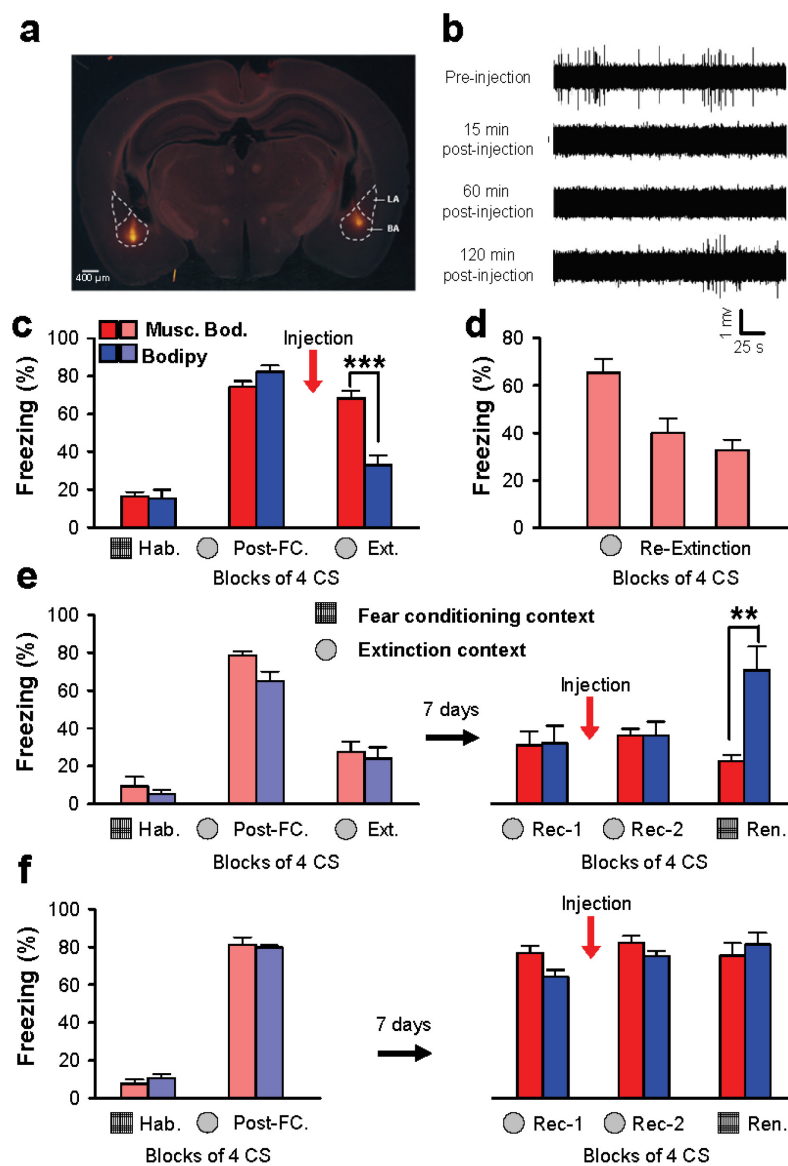 a
LA
BA
400 µm
b
Pre-injection
15 min
post-injection
60 min
post-injection
120 min
post-injection
1 mv
25 s
c
Musc. Bod.
Bodipy
Injection
***
Freezing (%)
100
80
60
40
20
0
Hab.
Post-FC.
Ext.
Blocks of 4 CS
d
Freezing (%)
80
60
40
20
0
Re-Extinction
Blocks of 4 CS
e
Fear conditioning context
Extinction context
Freezing (%)
100
80
60
40
20
0
Hab.
Post-FC.
Ext.
Blocks of 4 CS
7 days
Injection
**
Rec-1
Rec-2
Ren.
Blocks of 4 CS
f
Freezing (%)
100
80
60
40
20
0
Hab.
Post-FC.
Blocks of 4 CS
7 days
Injection
Rec-1
Rec-2
Ren.
Blocks of 4 CS